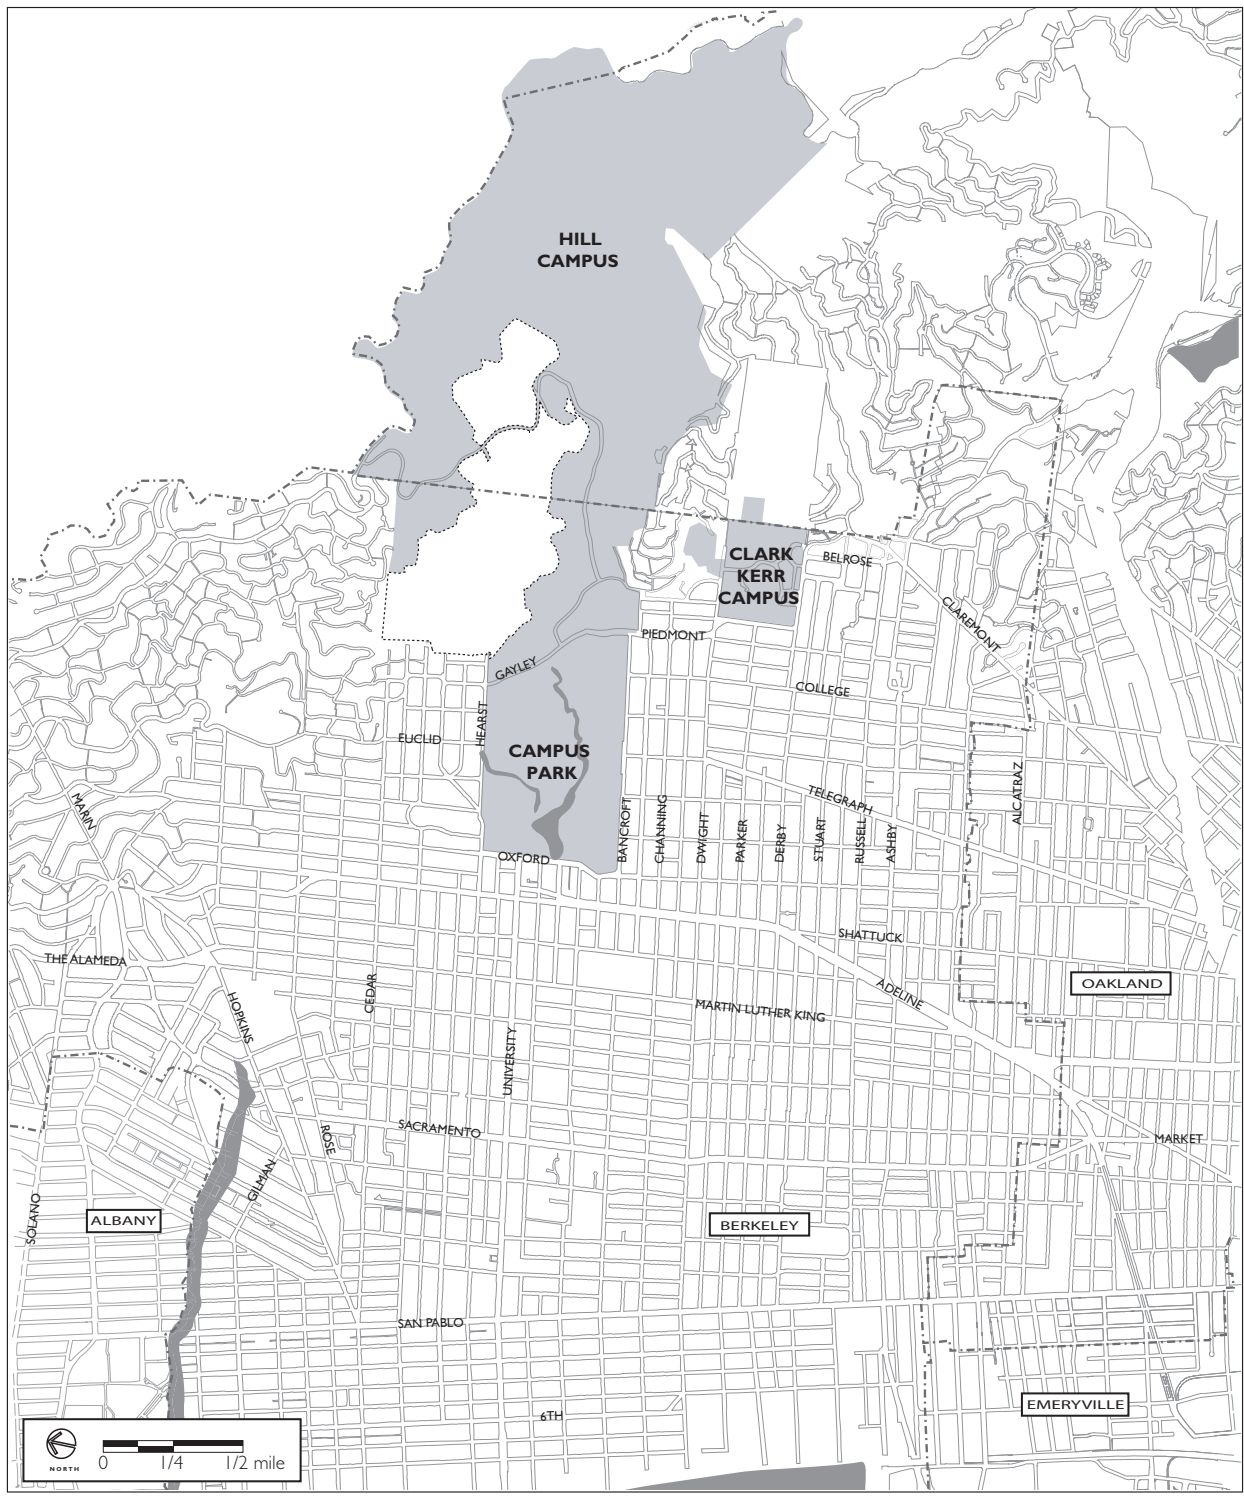 HILL
CAMPUS
CLARK
KERR
CAMPUS
BELROSE
CLAREMONT
PIEDMONT
GAYLEY
COLLEGE
HEARST
EUCLID
CAMPUS
PARK
ALCATRAZ
TELEGRAPH
MARIN
BANCROFT
CHANNING
DWIGHT
PARKER
DERBY
STUART
RUSSELL
ASHBY
OXFORD
SHATTUCK
THE ALAMEDA
CEDAR
OAKLAND
ADELINE
HOPKINS
MARTIN LUTHER KING
UNIVERSITY
SACRAMENTO
ROSE
MARKET
GILMAN
SOLANO
ALBANY
BERKELEY
SAN PABLO
EMERYVILLE
6TH
NORTH
0 1/4 1/2 mile